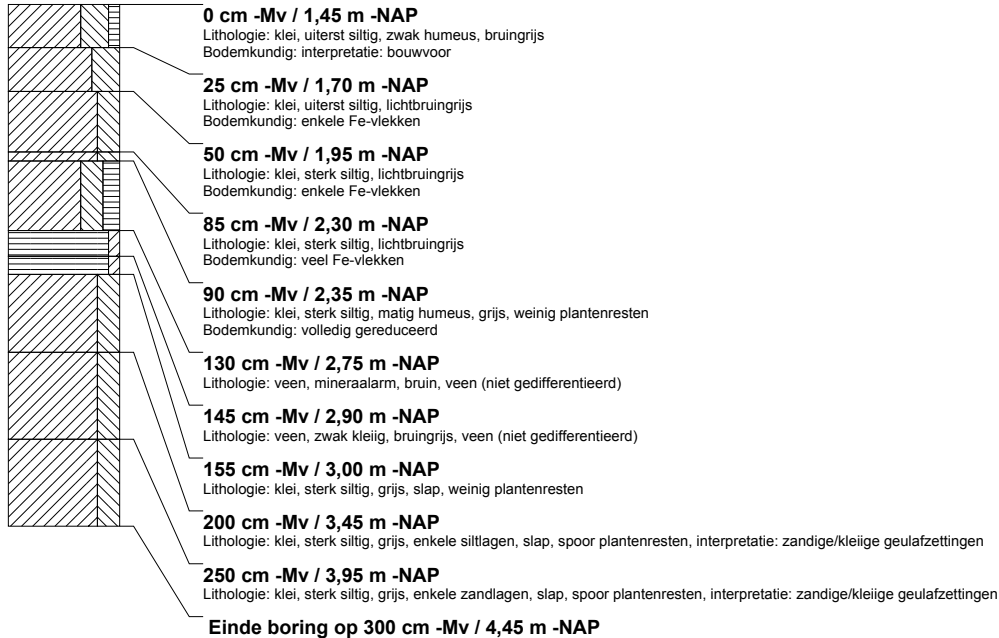 0 cm -Mv / 1,45 m -NAP
Lithologie: klei, uiterst siltig, zwak humeus, bruingrijs
Bodemkundig: interpretatie: bouwvoor
25 cm -Mv / 1,70 m -NAP
Lithologie: klei, uiterst siltig, lichtbruingrijs
Bodemkundig: enkele Fe-vlekken
50 cm -Mv / 1,95 m -NAP
Lithologie: klei, sterk siltig, lichtbruingrijs
Bodemkundig: enkele Fe-vlekken
85 cm -Mv / 2,30 m -NAP
Lithologie: klei, sterk siltig, lichtbruingrijs
Bodemkundig: veel Fe-vlekken
90 cm -Mv / 2,35 m -NAP
Lithologie: klei, sterk siltig, matig humeus, grijs, weinig plantenresten
Bodemkundig: volledig gereduceerd
130 cm -Mv / 2,75 m -NAP
Lithologie: veen, mineraalarm, bruin, veen (niet gedifferentieerd)
145 cm -Mv / 2,90 m -NAP
Lithologie: veen, zwak kleiig, bruingrijs, veen (niet gedifferentieerd)
155 cm -Mv / 3,00 m -NAP
Lithologie: klei, sterk siltig, grijs, slap, weinig plantenresten
200 cm -Mv / 3,45 m -NAP
Lithologie: klei, sterk siltig, grijs, enkele siltlagen, slap, spoor plantenresten, interpretatie: zandige/kleiige geulafzettingen
250 cm -Mv / 3,95 m -NAP
Lithologie: klei, sterk siltig, grijs, enkele zandlagen, slap, spoor plantenresten, interpretatie: zandige/kleiige geulafzettingen
Einde boring op 300 cm -Mv / 4,45 m -NAP